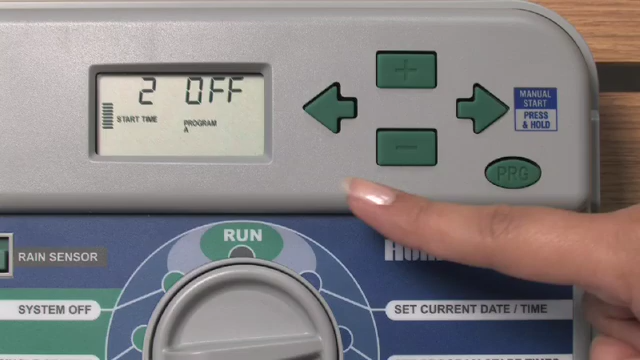 2 OFF
START TIME
PROGRAM
A
MANUAL
START
PRESS
& HOLD
PRG
RUN
RAIN SENSOR
SYSTEM OFF
SET CURRENT DATE / TIME